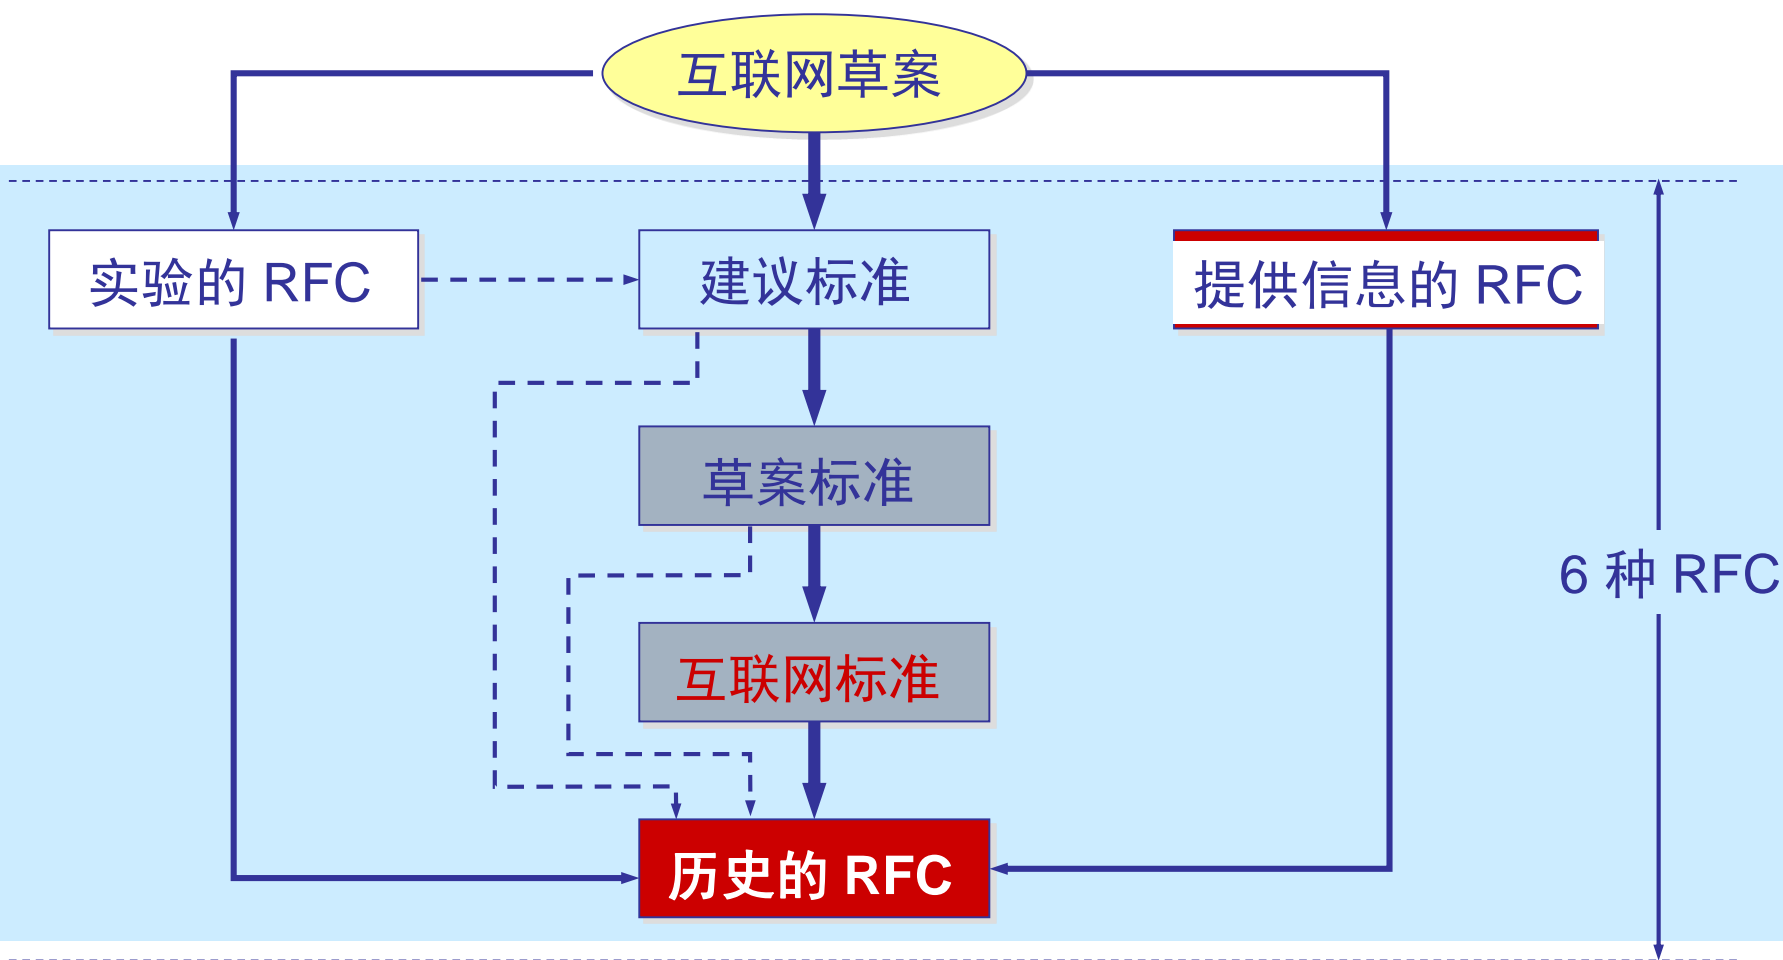 互联网草案
实验的 RFC
建议标准
提供信息的 RFC
草案标准
6 种 RFC
互联网标准
历史的 RFC